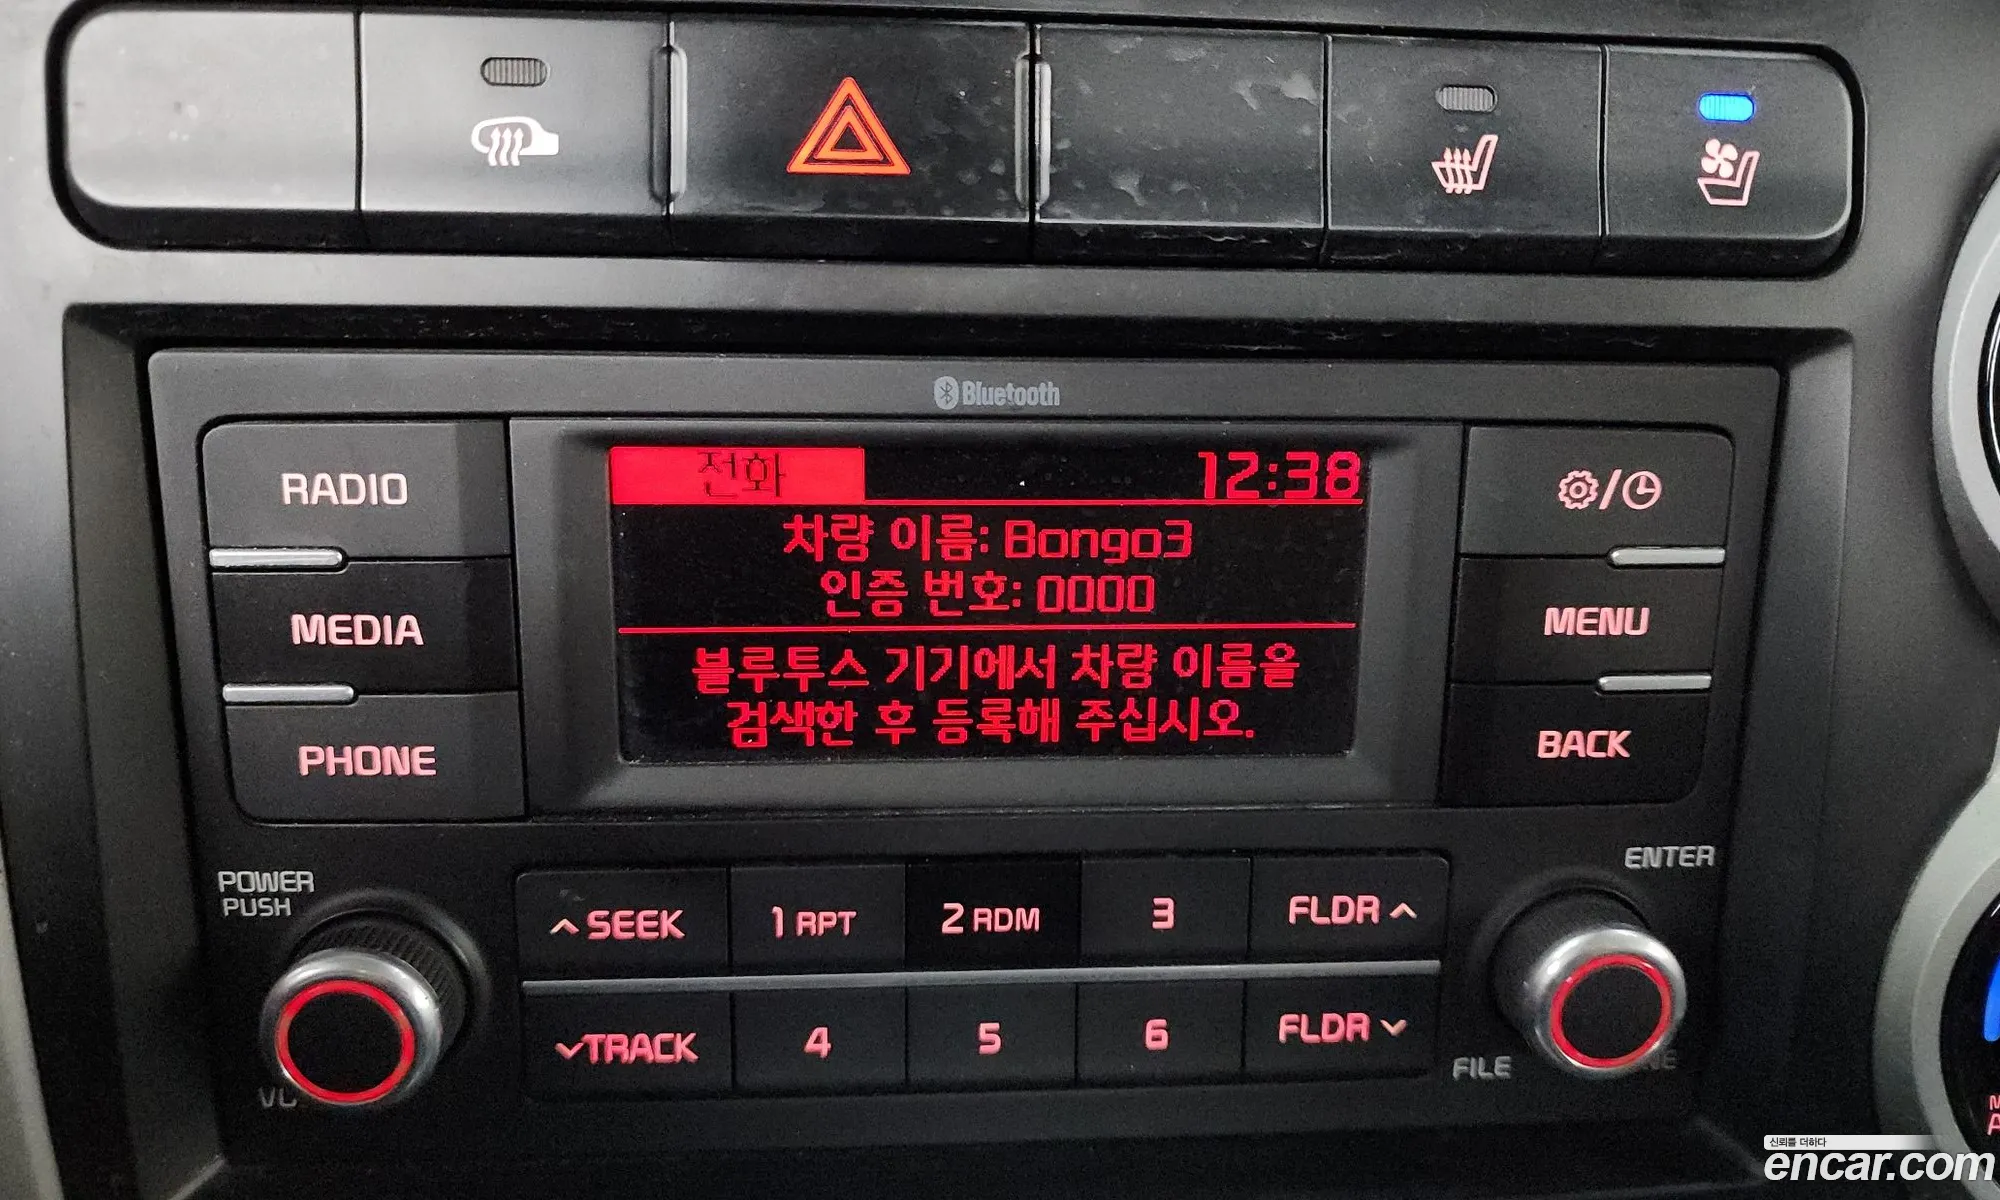 Bluetooth
RADIO
전화
12:38
차량 이름: Bongo3
인증 번호: 0000
블루투스 기기에서 차량 이름을
검색한 후 등록해 주십시오.
MEDIA
MENU
PHONE
BACK
POWER
PUSH
ENTER
SEEK
1 RPT
2 RDM
3
FLDR
TRACK
4
5
6
FLDR
FILE
신뢰를 더하다
encar.com